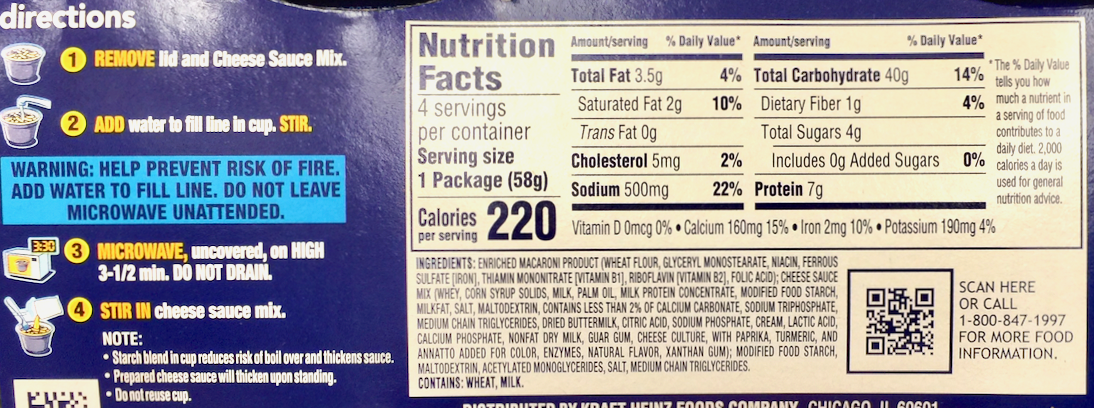 directions
1 REMOVE lid and Cheese Sauce Mix.
2 ADD water to fill line in cup. STIR.
WARNING: HELP PREVENT RISK OF FIRE.
ADD WATER TO FILL LINE. DO NOT LEAVE
MICROWAVE UNATTENDED.
3:30
3 MICROWAVE, uncovered, on HIGH
3-1/2 min. DO NOT DRAIN.
4 STIR IN cheese sauce mix.
NOTE:
• Starch blend in cup reduces risk of boil over and thickens sauce.
• Prepared cheese sauce will thicken upon standing.
• Do not reuse cup.
Nutrition
Facts
4 servings
per container
Serving size
1 Package (58g)
Calories
per serving 220
Amount/serving % Daily Value*
Total Fat 3.5g 4%
Saturated Fat 2g 10%
Trans Fat 0g
Cholesterol 5mg 2%
Sodium 500mg 22%
Amount/serving % Daily Value*
Total Carbohydrate 40g 14%
Dietary Fiber 1g 4%
Total Sugars 4g
Includes 0g Added Sugars 0%
Protein 7g
Vitamin D 0mcg 0% • Calcium 160mg 15% • Iron 2mg 10% • Potassium 190mg 4%
*The % Daily Value
tells you how
much a nutrient in
a serving of food
contributes to a
daily diet. 2,000
calories a day is
used for general
nutrition advice.
INGREDIENTS: ENRICHED MACARONI PRODUCT (WHEAT FLOUR, GLYCERYL MONOSTEARATE, NIACIN, FERROUS
SULFATE [IRON], THIAMIN MONONITRATE [VITAMIN B1], RIBOFLAVIN [VITAMIN B2], FOLIC ACID); CHEESE SAUCE
MIX (WHEY, CORN SYRUP SOLIDS, MILK, PALM OIL, MILK PROTEIN CONCENTRATE, MODIFIED FOOD STARCH,
MILKFAT, SALT, MALTODEXTRIN, CONTAINS LESS THAN 2% OF CALCIUM CARBONATE, SODIUM TRIPHOSPHATE,
MEDIUM CHAIN TRIGLYCERIDES, DRIED BUTTERMILK, CITRIC ACID, SODIUM PHOSPHATE, CREAM, LACTIC ACID,
CALCIUM PHOSPHATE, NONFAT DRY MILK, GUAR GUM, CHEESE CULTURE, WITH PAPRIKA, TURMERIC, AND
ANNATTO ADDED FOR COLOR, ENZYMES, NATURAL FLAVOR, XANTHAN GUM); MODIFIED FOOD STARCH,
MALTODEXTRIN, ACETYLATED MONOGLYCERIDES, SALT, MEDIUM CHAIN TRIGLYCERIDES.
CONTAINS: WHEAT, MILK.
SCAN HERE
OR CALL
1-800-847-1997
FOR MORE FOOD
INFORMATION.
DISTRIBUTED BY KRAFT HEINZ FOODS COMPANY, CHICAGO, IL 60601